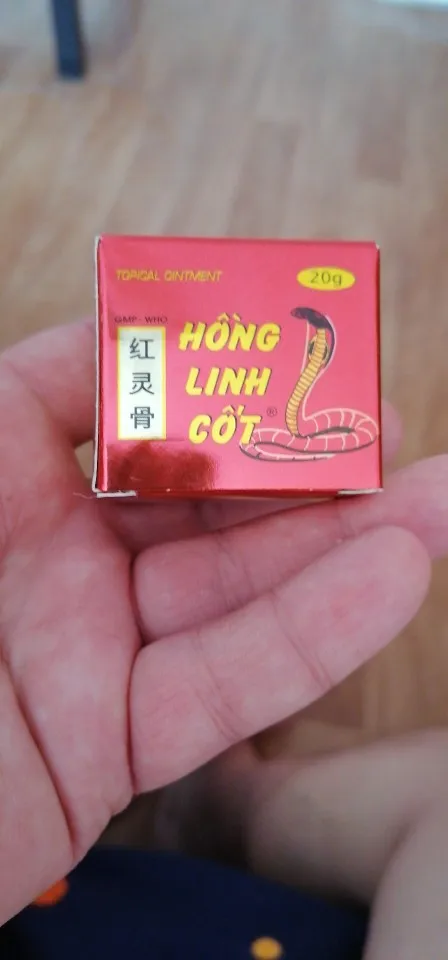 TOPICAL OINTMENT
20g
GMP - WHO
红灵骨
HỒNG
LINH
CỐT®